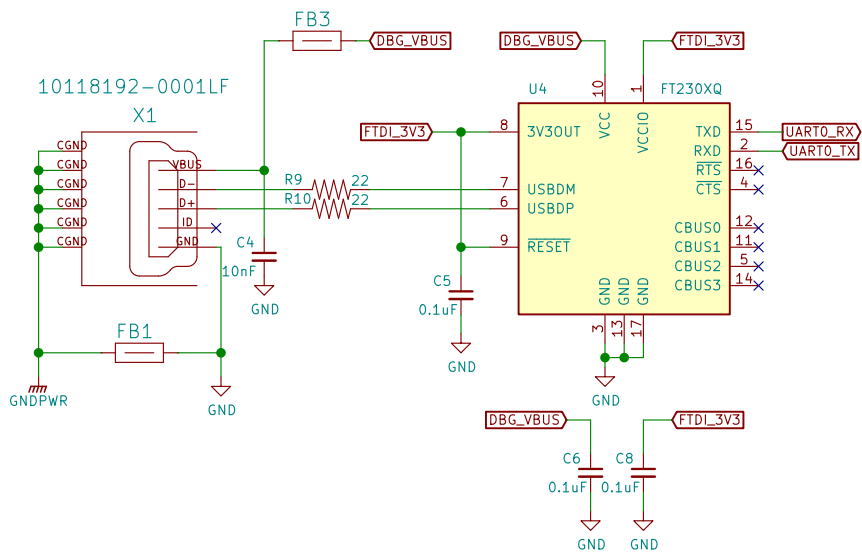 FB3
DBG_VBUS
DBG_VBUS
FTDI_3V3
10118192-0001LF
X1
U4
FT230XQ
10
1
VCC
VCCIO
FTDI_3V3
8
3V3OUT
TXD
15
UART0_RX
RXD
2
UART0_TX
RTS
16
CTS
4
CGND
CGND
CGND
CGND
CGND
CGND
VBUS
D-
D+
ID
GND
R9
22
R10
22
7
USBDM
6
USBDP
9
RESET
CBUS0
12
CBUS1
11
CBUS2
5
CBUS3
14
C4
10nF
GND
C5
0.1uF
GND
GND
GND
GND
3
13
17
GND
FB1
GNDPWR
GND
DBG_VBUS
FTDI_3V3
C6
0.1uF
GND
C8
0.1uF
GND